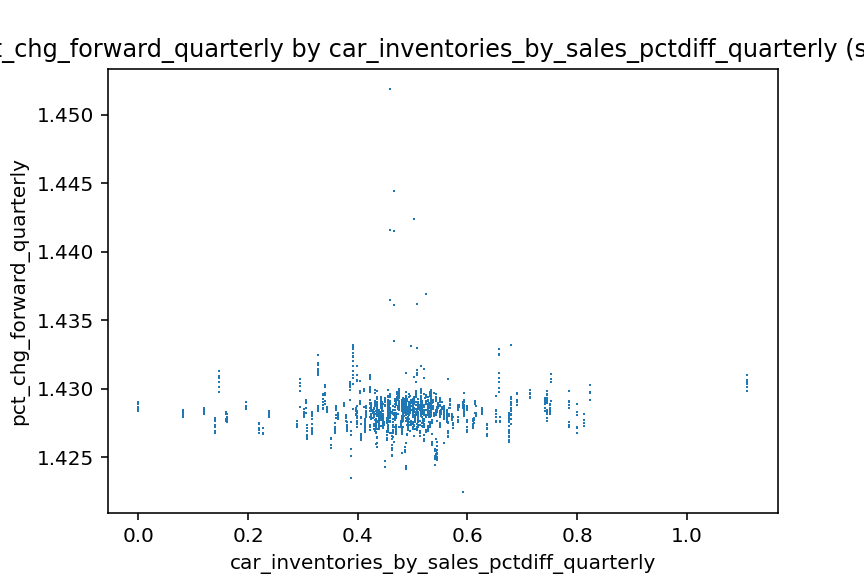 _chg_forward_quarterly by car_inventories_by_sales_pctdiff_quarterly (s
1.450
1.445
1.440
1.435
1.430
1.425
pct_chg_forward_quarterly
0.0 0.2 0.4 0.6 0.8 1.0
car_inventories_by_sales_pctdiff_quarterly